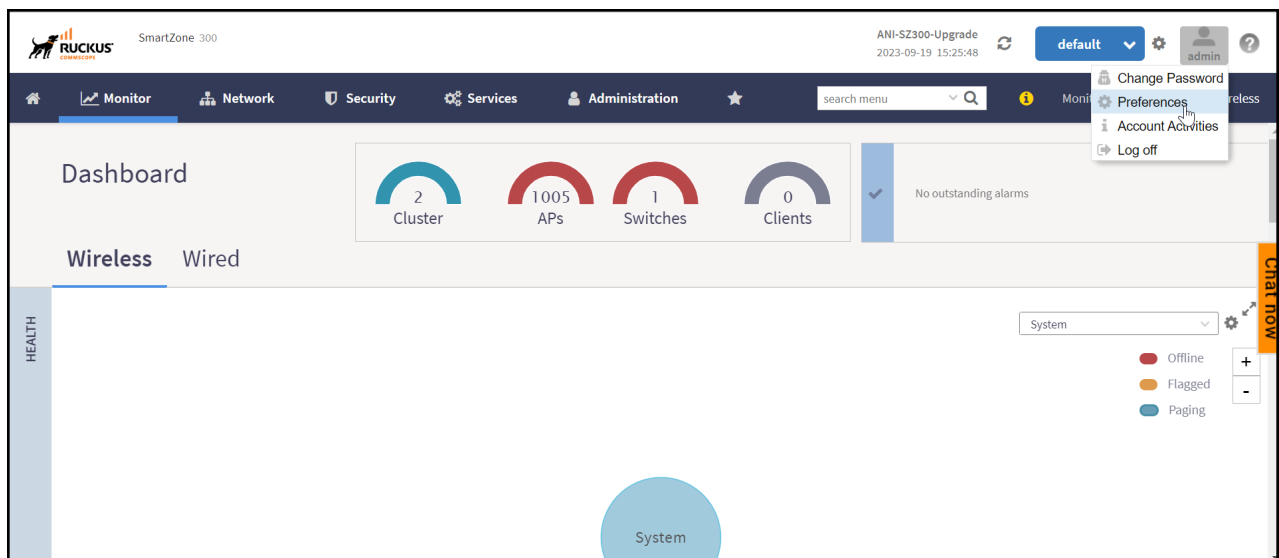 RUCKUS
COMMSCOPE
SmartZone 300
ANI-SZ300-Upgrade
2023-09-19 15:25:48
default
admin
Change Password
Preferences
Account Activities
Log off
Monitor
Network
Security
Services
Administration
search menu
Moni
reless
Dashboard
2
Cluster
1005
APs
1
Switches
0
Clients
No outstanding alarms
Wireless
Wired
HEALTH
System
Offline
Flagged
Paging
+
-
Chat now
System